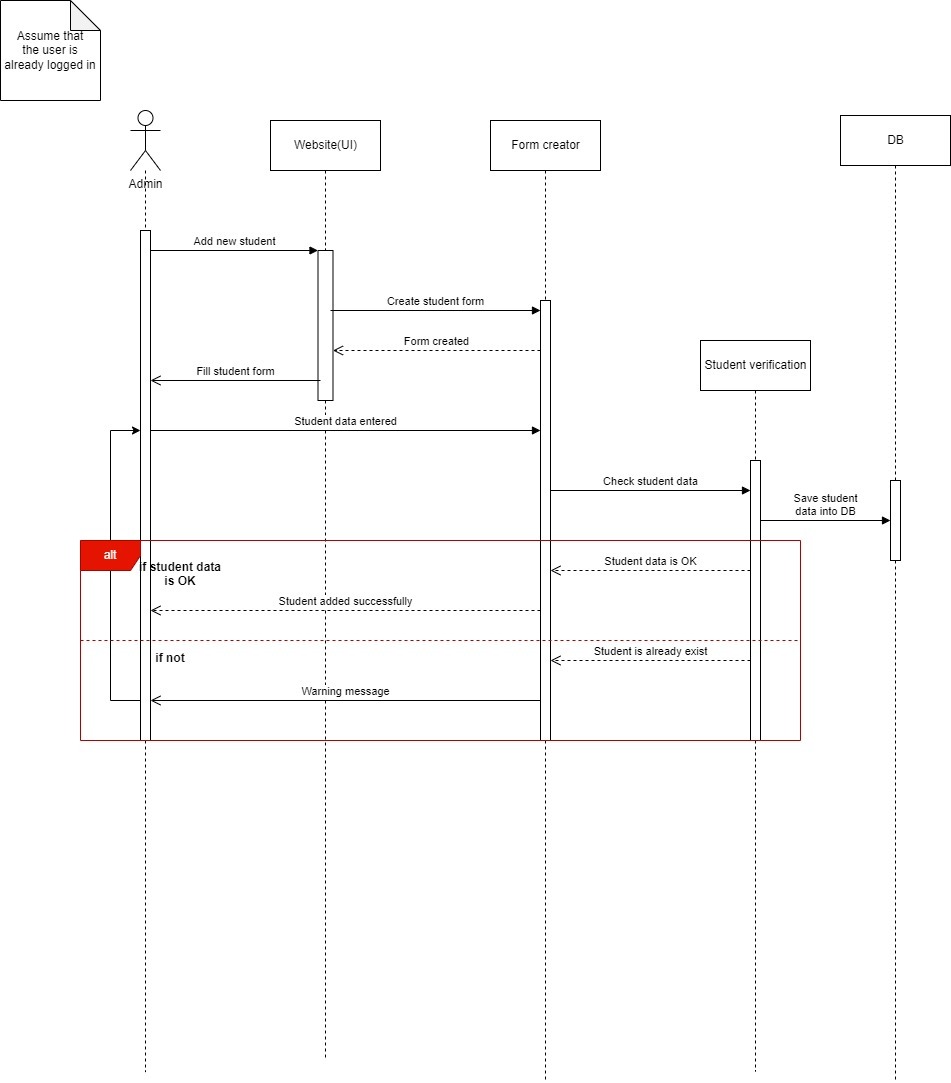 Assume that
the user is
already logged in
Admin
Website(UI)
Form creator
DB
Add new student
Create student form
Form created
Student verification
Fill student form
Student data entered
Check student data
Save student
data into DB
alt
if student data
is OK
Student data is OK
Student added successfully
if not
Student is already exist
Warning message